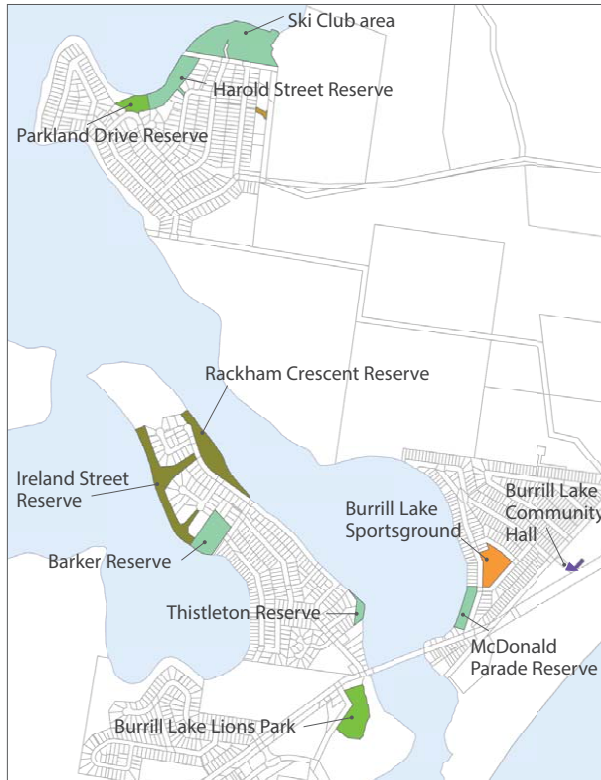 Ski Club area
Harold Street Reserve
Parkland Drive Reserve
Rackham Crescent Reserve
Ireland Street
Reserve
Barker Reserve
Burrill Lake
Sportsground
Burrill Lake
Community
Hall
Thistleton Reserve
McDonald
Parade Reserve
Burrill Lake Lions Park